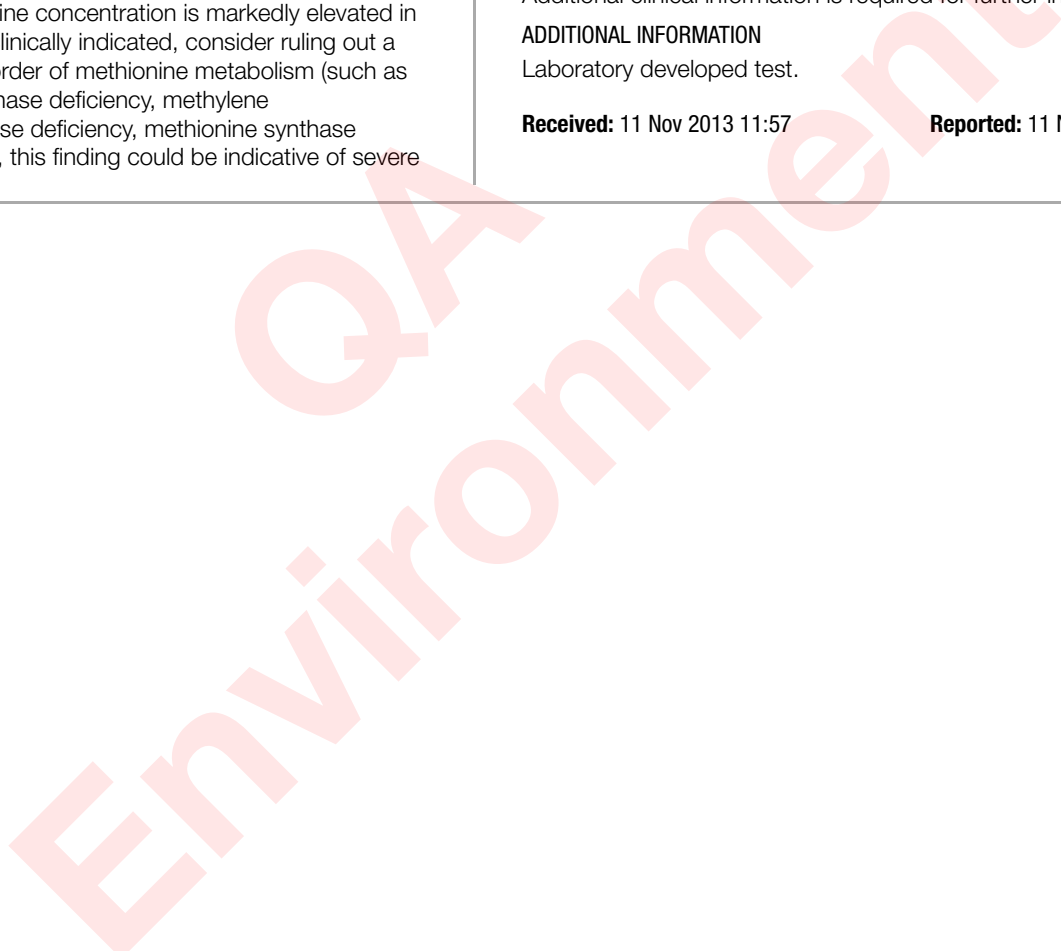 ine concentration is markedly elevated in
linically indicated, consider ruling out a
order of methionine metabolism (such as
hase deficiency, methylene
se deficiency, methionine synthase
, this finding could be indicative of severe
ADDITIONAL INFORMATION
Laboratory developed test.
Received: 11 Nov 2013 11:57 Reported: 11 N
QA
Environment